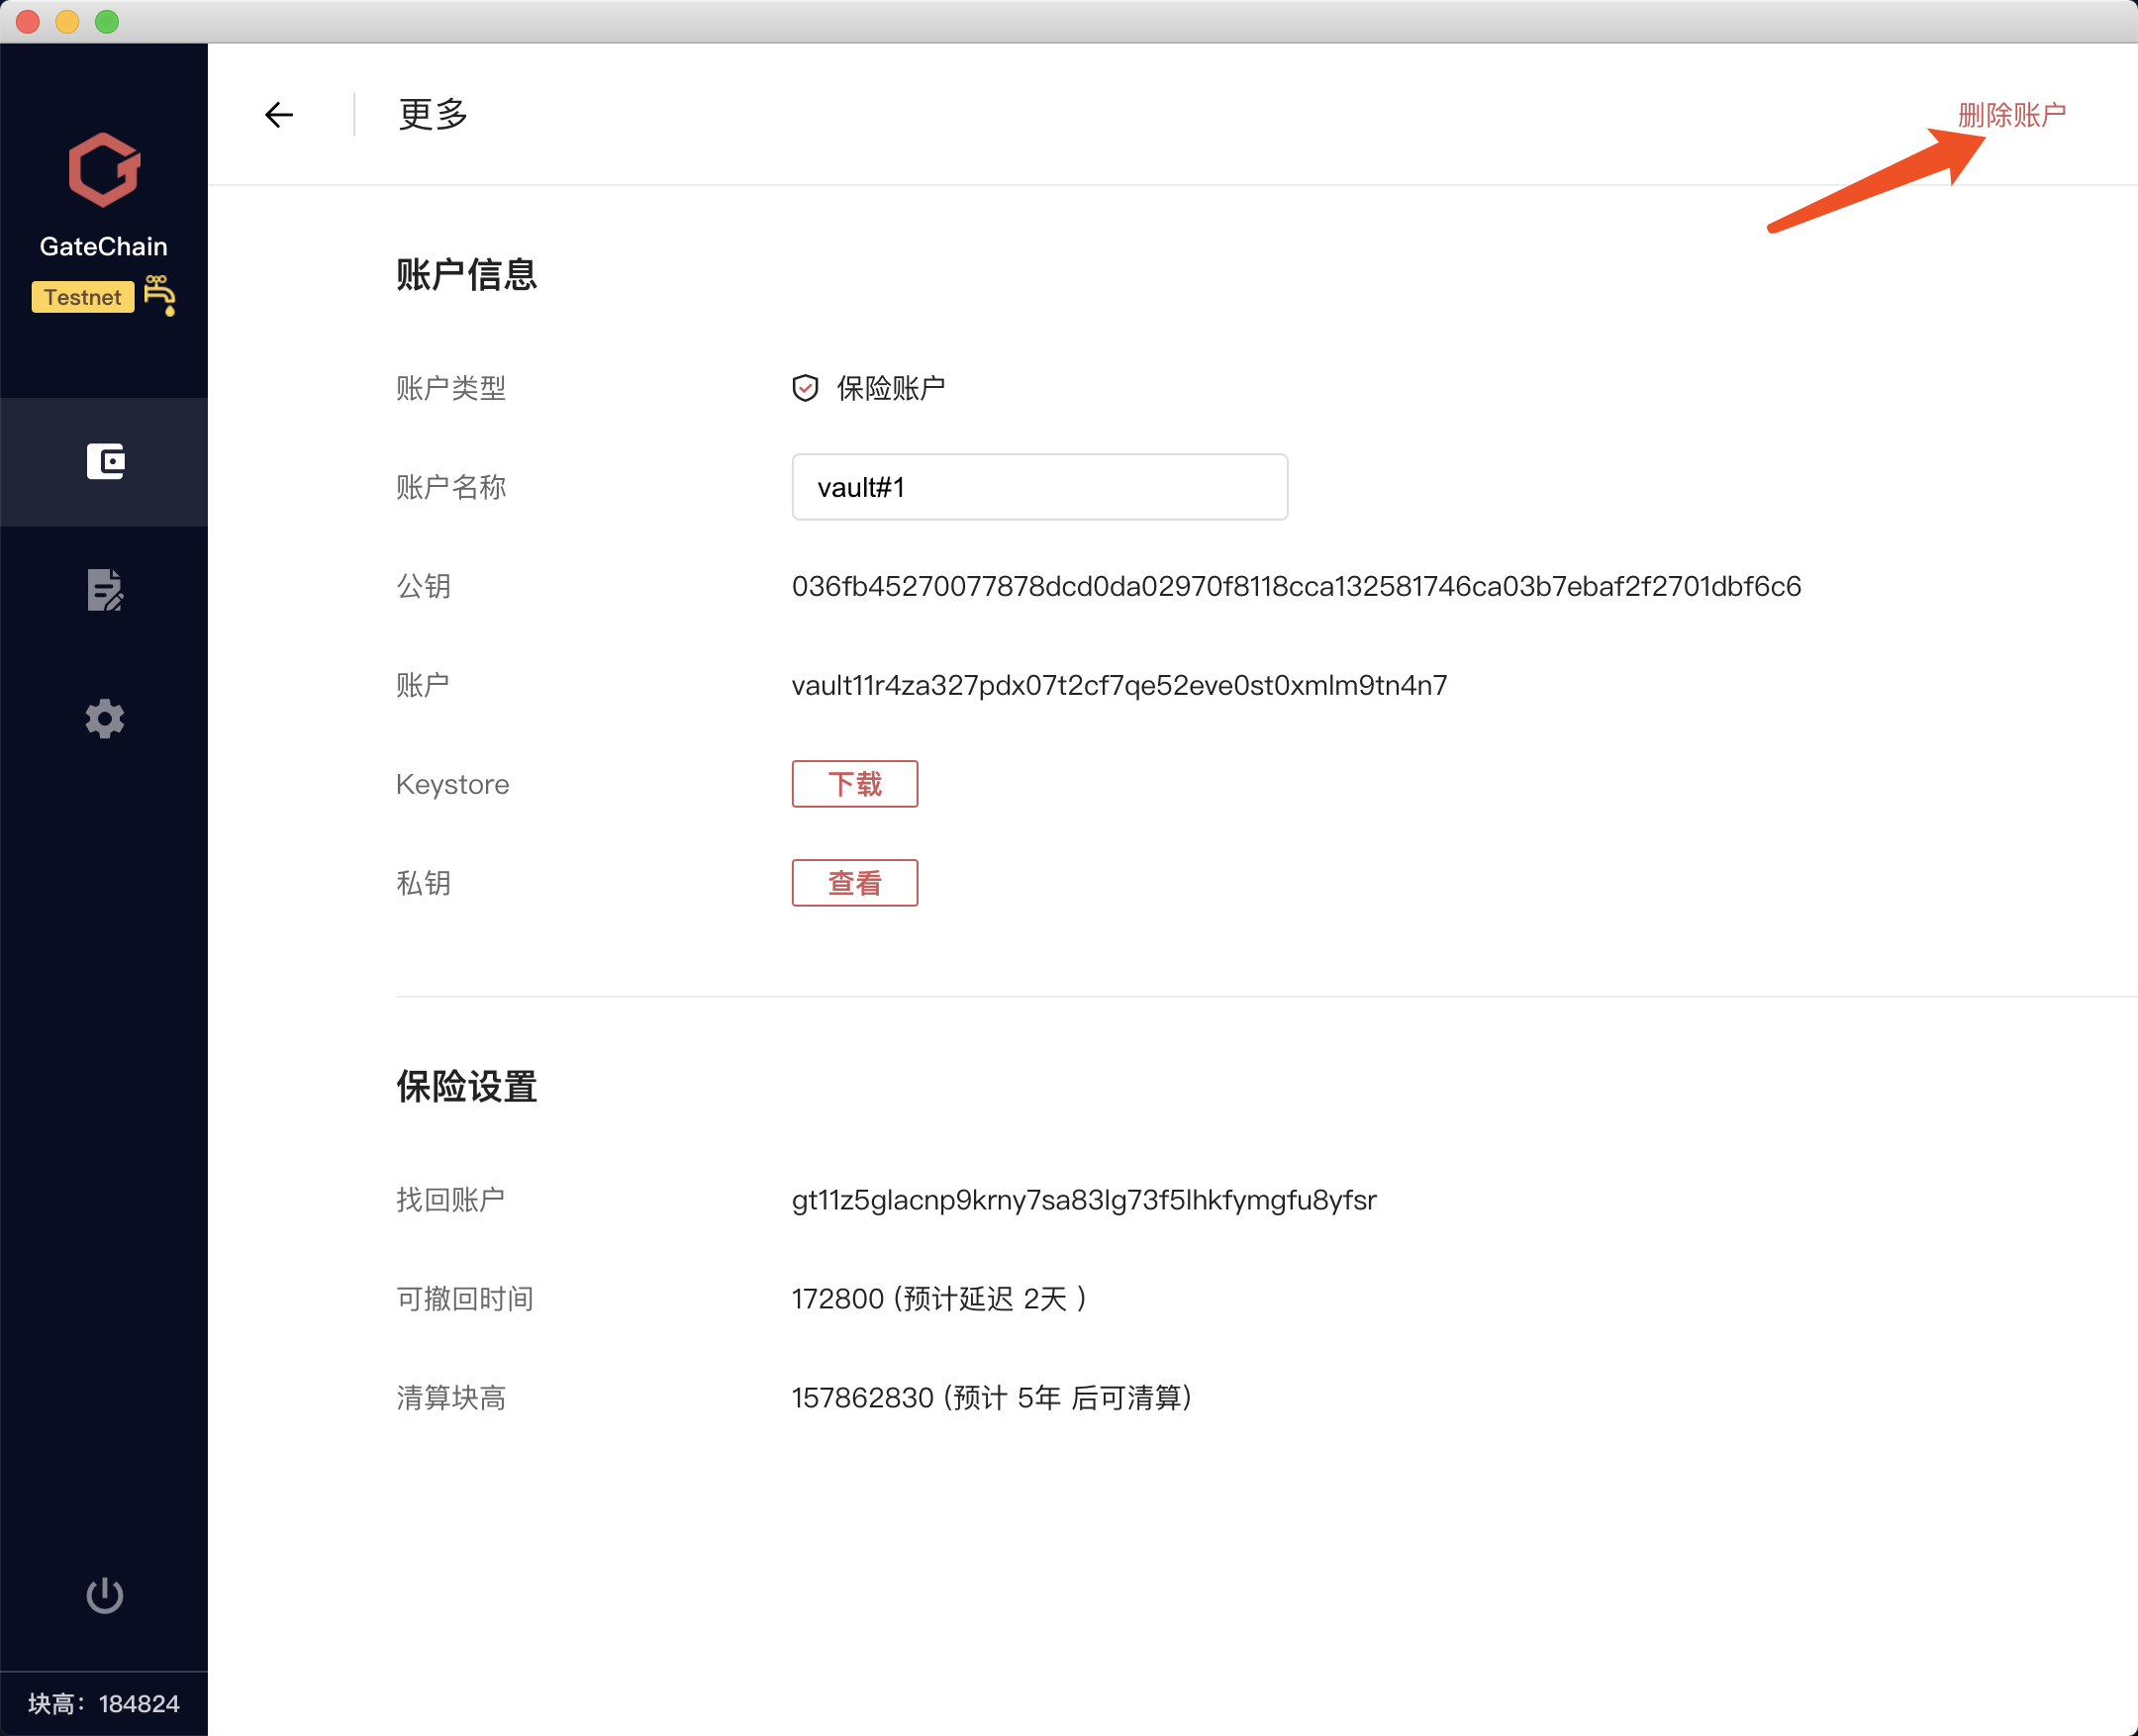 更多
删除账户
GateChain
Testnet
账户信息
账户类型 保险账户
账户名称 vault#1
公钥 036fb45270077878dcd0da02970f8118cca132581746ca03b7ebaf2f2701dbf6c6
账户 vault11r4za327pdx07t2cf7qe52eve0st0xmlm9tn4n7
Keystore 下载
私钥 查看
保险设置
找回账户 gt11z5glacnp9krny7sa83lg73f5lhkfymgfu8yfsr
可撤回时间 172800 (预计延迟 2天 )
清算块高 157862830 (预计 5年 后可清算)
块高: 184824